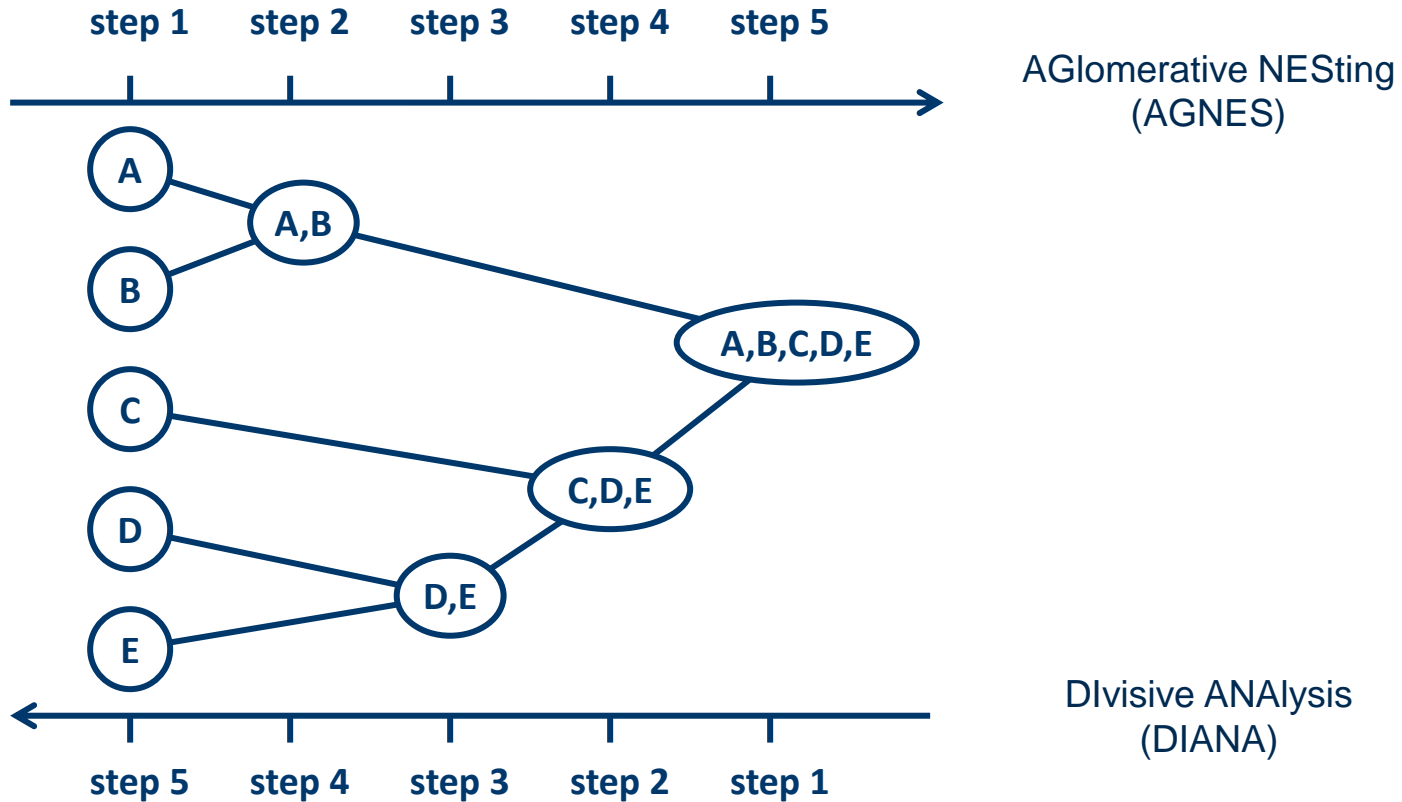 step 1 step 2 step 3 step 4 step 5
AGlomerative NESting
(AGNES)
A
A,B
B
A,B,C,D,E
C
C,D,E
D
D,E
E
DIvisive ANAlysis
(DIANA)
step 5 step 4 step 3 step 2 step 1